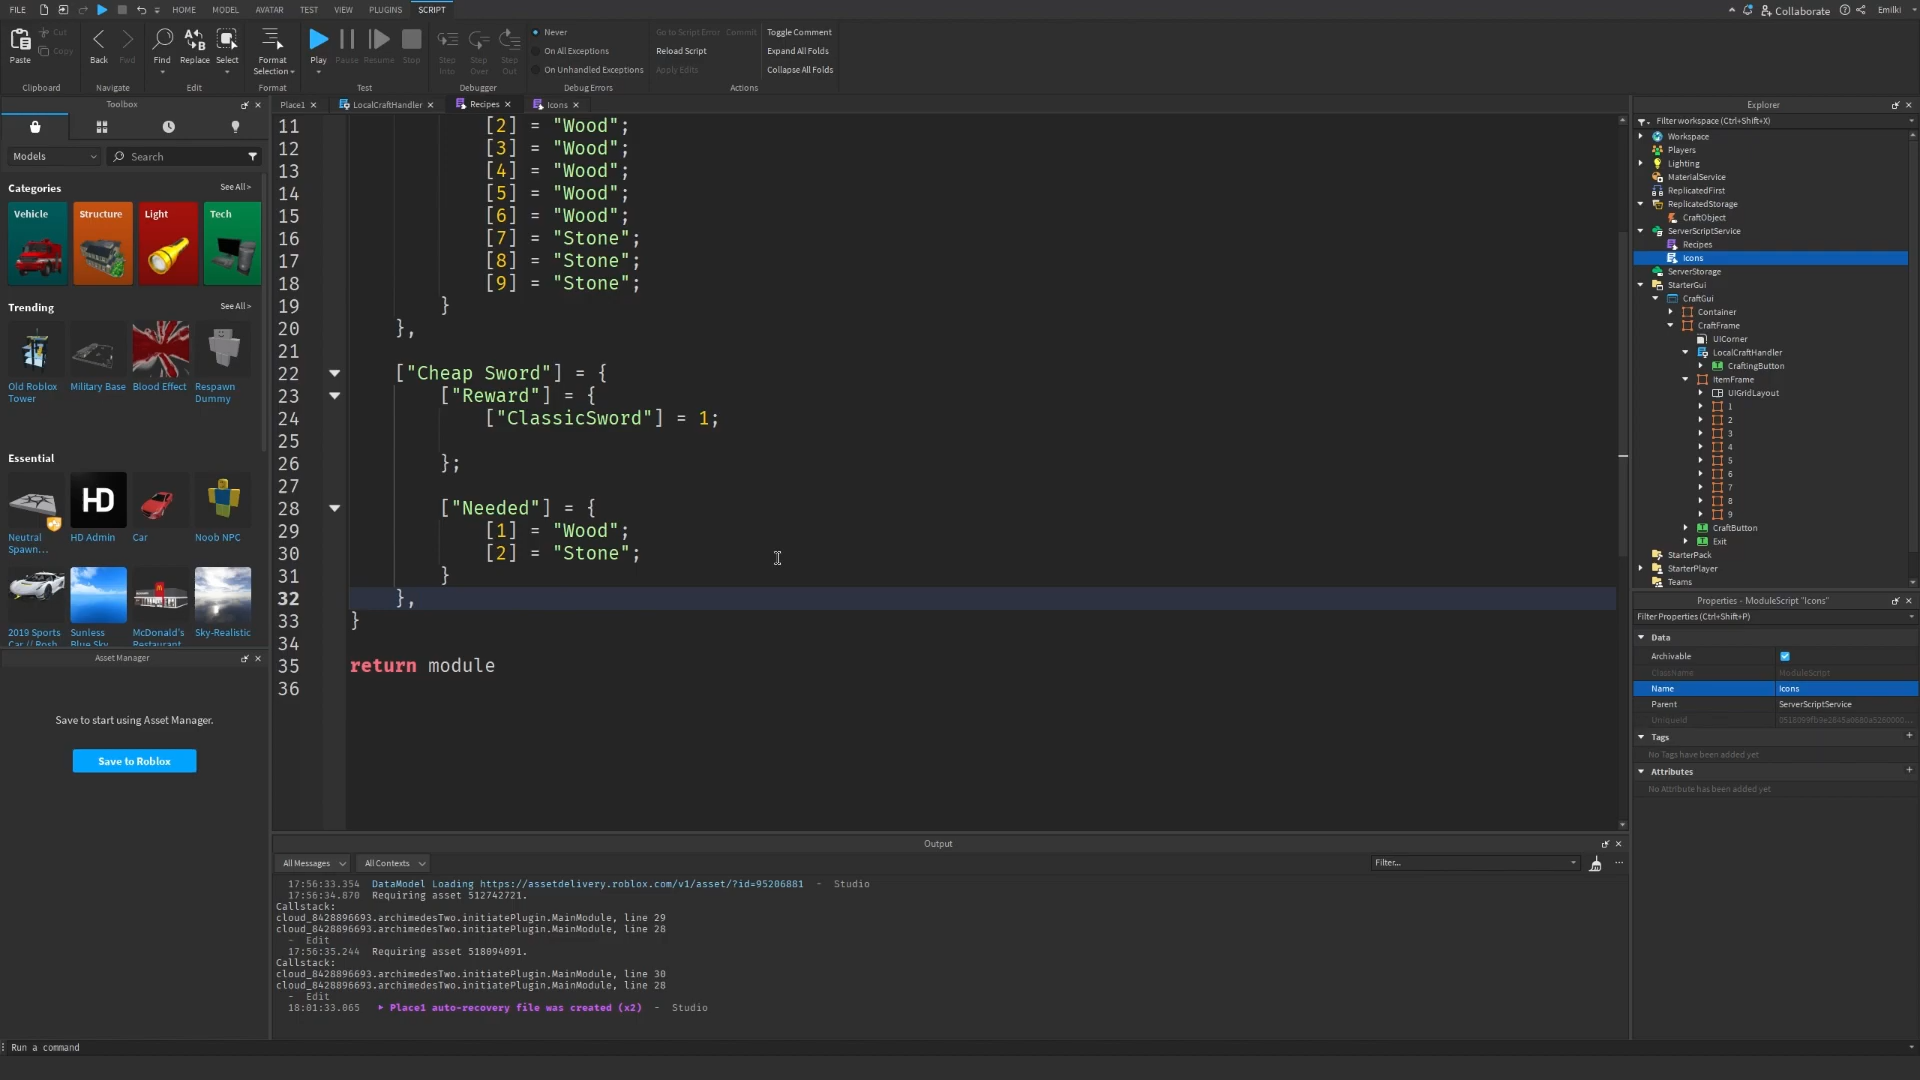 FILE HOME MODEL AVATAR TEST VIEW PLUGINS SCRIPT Collaborate Emilki
Paste Cut Copy
Back Fwd
Find Replace Select
Format Selection
Play Pause Resume Stop
Step Into Step Over Step Out
Never
On All Exceptions
On Unhandled Exceptions
Go to Script Error Commit
Reload Script
Apply Edits
Toggle Comment
Expand All Folds
Collapse All Folds
Clipboard Navigate Edit Format Test Debugger Debug Errors Actions
Toolbox
Models Search
Categories See All >
Vehicle Structure Light Tech
Trending See All >
Old Roblox Tower
Military Base
Blood Effect
Respawn Dummy
Essential See All >
HD
Neutral Spawn...
HD Admin
Car
Noob NPC
2019 Sports
Sunless
McDonald's
Sky-Realistic
Asset Manager
Save to start using Asset Manager.
Save to Roblox
Place1 LocalCraftHandler Recipes Icons
11 [2] = "Wood";
12 [3] = "Wood";
13 [4] = "Wood";
14 [5] = "Wood";
15 [6] = "Wood";
16 [7] = "Stone";
17 [8] = "Stone";
18 [9] = "Stone";
19 }
20 },
21
22 ["Cheap Sword"] = {
23 ["Reward"] = {
24 ["ClassicSword"] = 1;
25
26 };
27
28 ["Needed"] = {
29 [1] = "Wood";
30 [2] = "Stone";
31 }
32 },
33 }
34
35 return module
36
Output
All Messages All Contexts Filter...
17:56:33.354 DataModel Loading https://assetdelivery.roblox.com/v1/asset/?id=95206881 - Studio
17:56:34.870 Requiring asset 512742721.
Callstack:
cloud_8428896693.archimedesTwo.initiatePlugin.MainModule, line 29
cloud_8428896693.archimedesTwo.initiatePlugin.MainModule, line 28
- Edit
17:56:35.244 Requiring asset 518094091.
Callstack:
cloud_8428896693.archimedesTwo.initiatePlugin.MainModule, line 30
cloud_8428896693.archimedesTwo.initiatePlugin.MainModule, line 28
- Edit
18:01:33.065 Place1 auto-recovery file was created (x2) - Studio
Run a command
Explorer
Filter workspace (Ctrl+Shift+X)
Workspace
Players
Lighting
MaterialService
ReplicatedFirst
ReplicatedStorage
CraftObject
ServerScriptService
Recipes
Icons
ServerStorage
StarterGui
CraftGui
Container
CraftFrame
UICorner
LocalCraftHandler
CraftingButton
ItemFrame
UIGridLayout
1
2
3
4
5
6
7
8
9
CraftButton
Exit
StarterPack
StarterPlayer
Teams
Properties - ModuleScript "Icons"
Filter Properties (Ctrl+Shift+P)
Data
Archivable
ClassName ModuleScript
Name Icons
Parent ServerScriptService
UniqueId
Tags
No Tags have been added yet
Attributes
No Attribute has been added yet